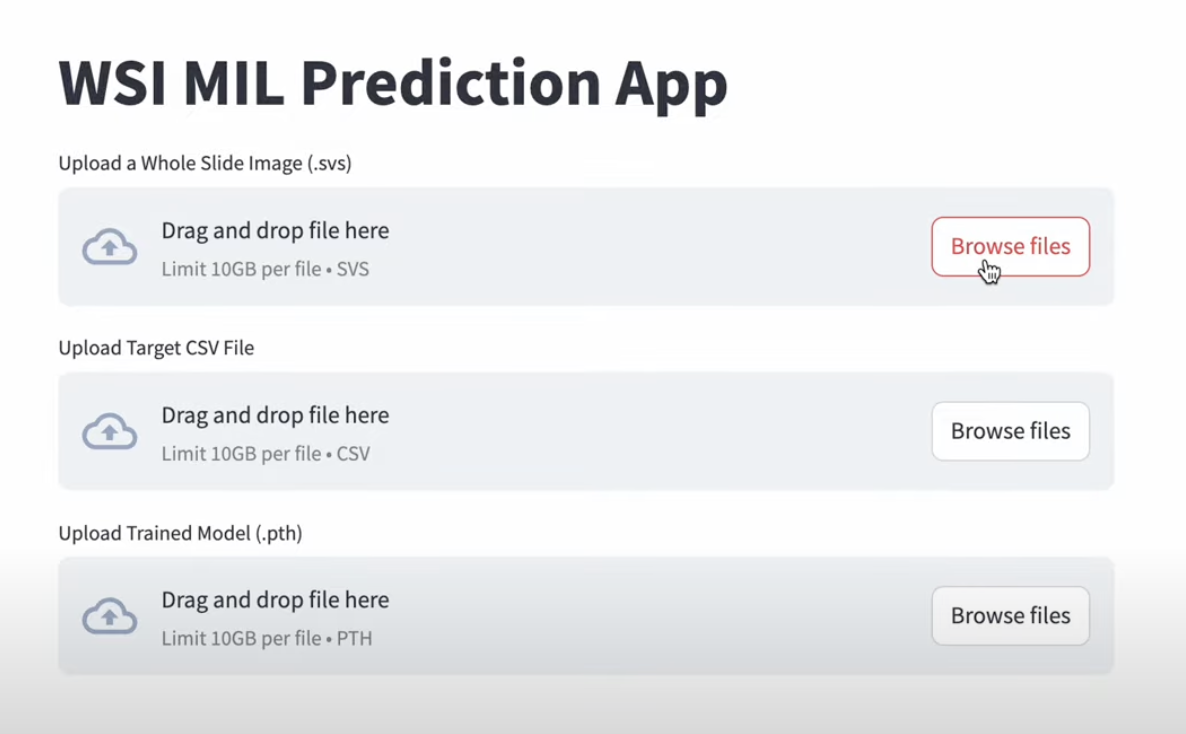 WSI MIL Prediction App
Upload a Whole Slide Image (.svs)
Drag and drop file here
Limit 10GB per file • SVS
Browse files
Upload Target CSV File
Drag and drop file here
Limit 10GB per file • CSV
Browse files
Upload Trained Model (.pth)
Drag and drop file here
Limit 10GB per file • PTH
Browse files